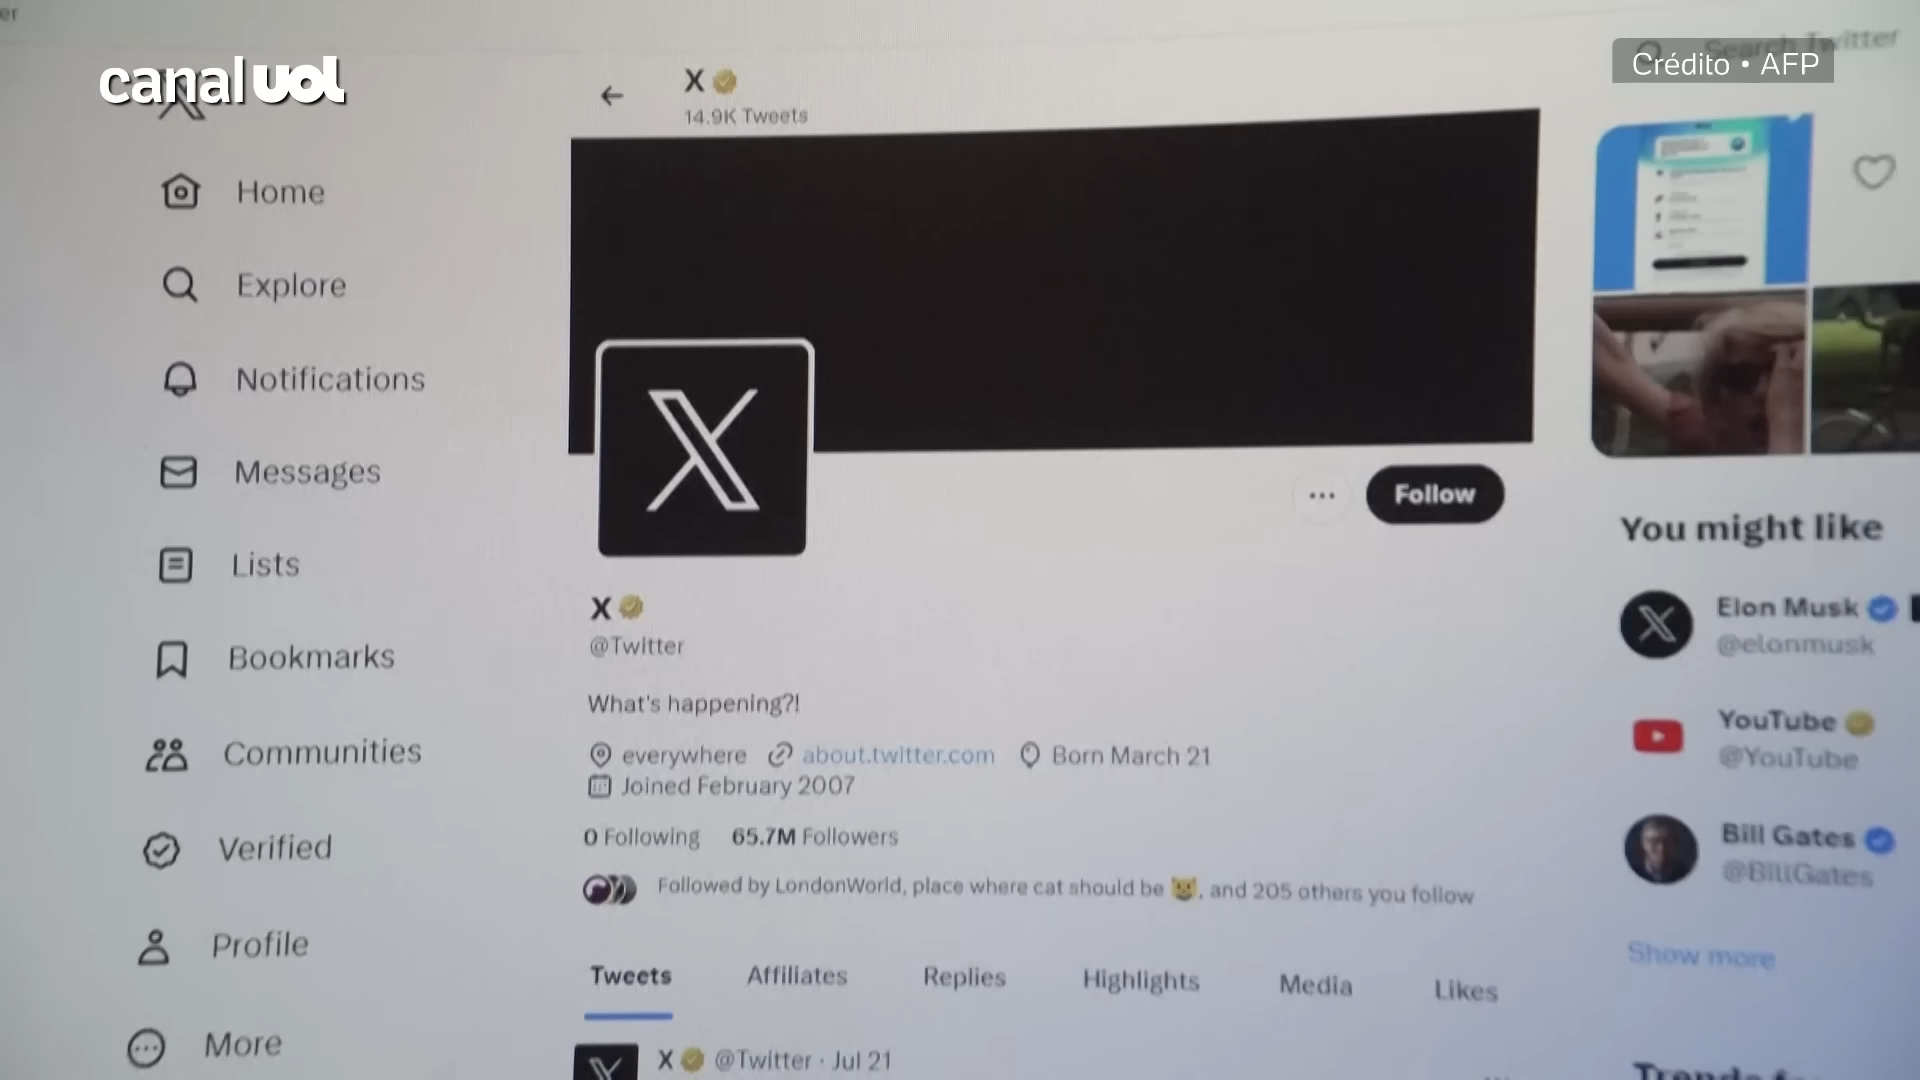 canal uol
Crédito • AFP
Search Twitter
X
14.9K Tweets
Home
Explore
Notifications
Messages
Lists
Bookmarks
Communities
Verified
Profile
More
Follow
X
@Twitter
What's happening?!
everywhere about.twitter.com Born March 21
Joined February 2007
0 Following 65.7M Followers
Followed by LondonWorld, place where cat should be 😺, and 205 others you follow
Tweets Affiliates Replies Highlights Media Likes
X @Twitter · Jul 21
You might like
Elon Musk
@elonmusk
YouTube
@YouTube
Bill Gates
@BillGates
Show more